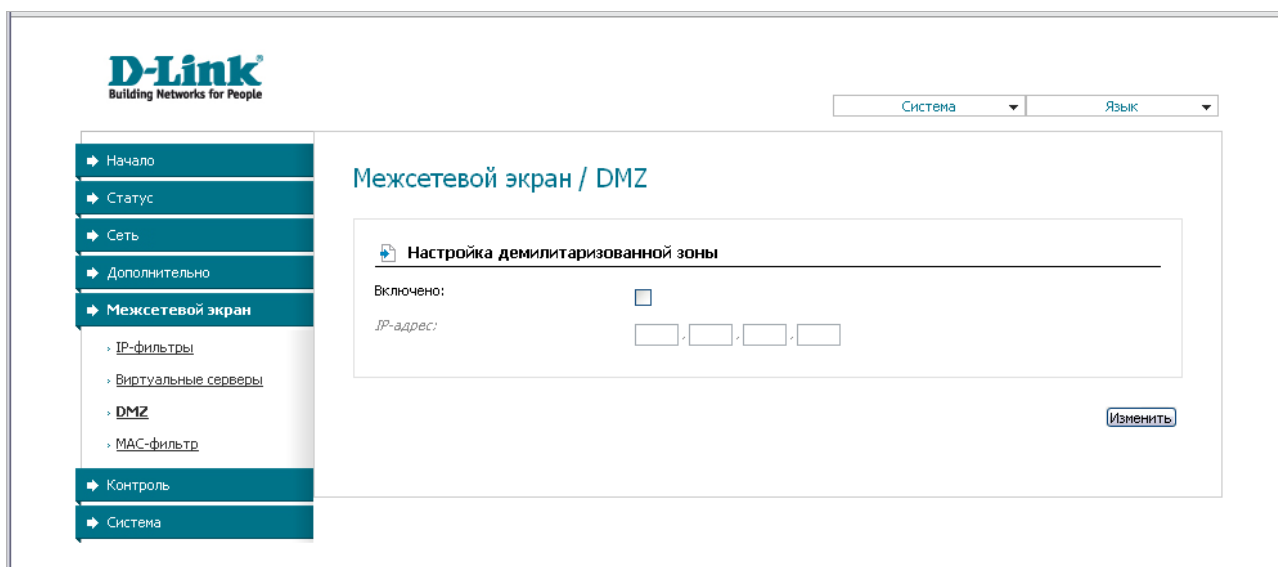 D-Link
Building Networks for People
Система
Язык
Начало
Статус
Сеть
Дополнительно
Межсетевой экран
IP-фильтры
Виртуальные серверы
DMZ
MAC-фильтр
Контроль
Система
Межсетевой экран / DMZ
Настройка демилитаризованной зоны
Включено:
IP-адрес:
Изменить